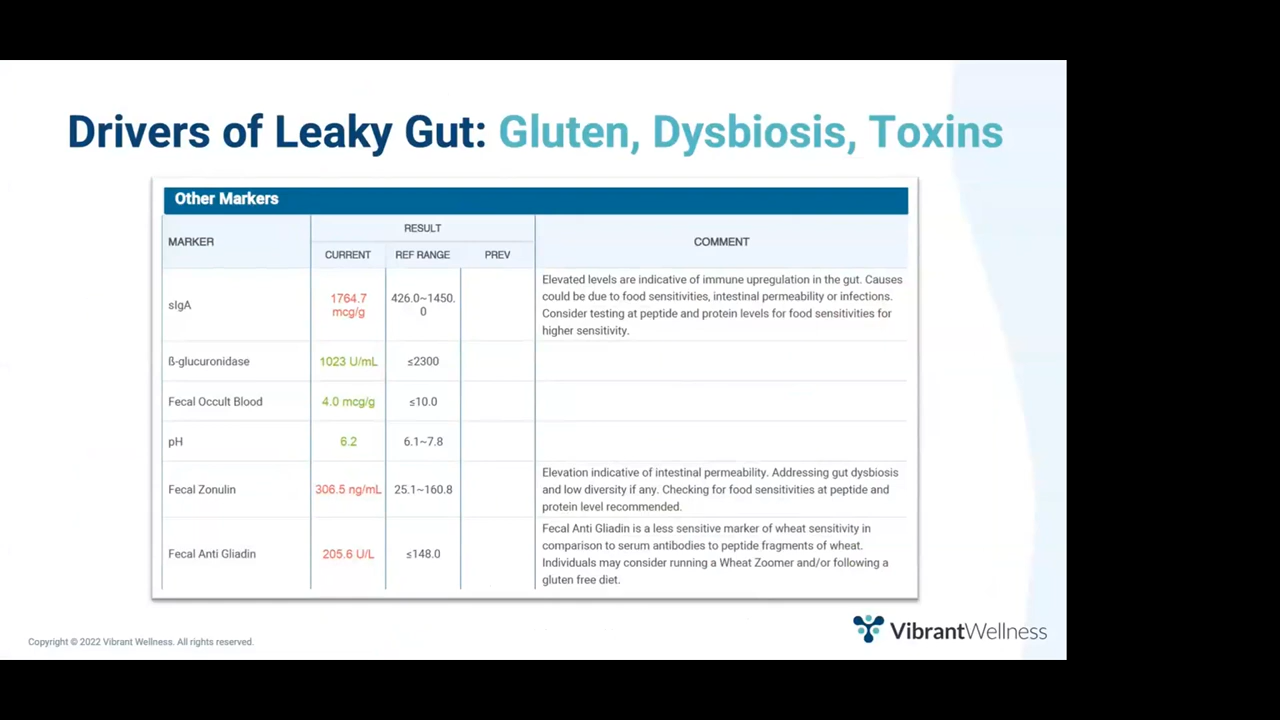 Drivers of Leaky Gut: Gluten, Dysbiosis, Toxins
Other Markers
MARKER
RESULT
CURRENT
REF RANGE
PREV
COMMENT
sIgA
1764.7
mcg/g
426.0~1450.
0
Elevated levels are indicative of immune upregulation in the gut. Causes
could be due to food sensitivities, intestinal permeability or infections.
Consider testing at peptide and protein levels for food sensitivities for
higher sensitivity.
ß-glucuronidase
1023 U/mL
≤2300
Fecal Occult Blood
4.0 mcg/g
≤10.0
pH
6.2
6.1~7.8
Fecal Zonulin
306.5 ng/mL
25.1~160.8
Elevation indicative of intestinal permeability. Addressing gut dysbiosis
and low diversity if any. Checking for food sensitivities at peptide and
protein level recommended.
Fecal Anti Gliadin
205.6 U/L
≤148.0
Fecal Anti Gliadin is a less sensitive marker of wheat sensitivity in
comparison to serum antibodies to peptide fragments of wheat.
Individuals may consider running a Wheat Zoomer and/or following a
gluten free diet.
Copyright © 2022 Vibrant Wellness. All rights reserved.
VibrantWellness